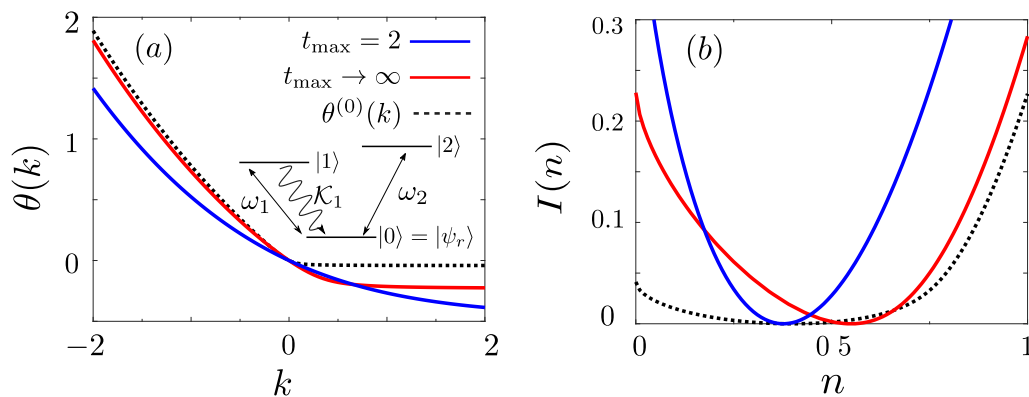 2
1
0
θ(k)
(a)
t_max = 2
t_max → ∞
θ^(0)(k)
|1⟩
|2⟩
ω_1
𝒦_1
ω_2
|0⟩ = |ψ_r⟩
−2
0
2
k
0.3
0.2
0.1
0
I(n)
(b)
0
0 5
1
n